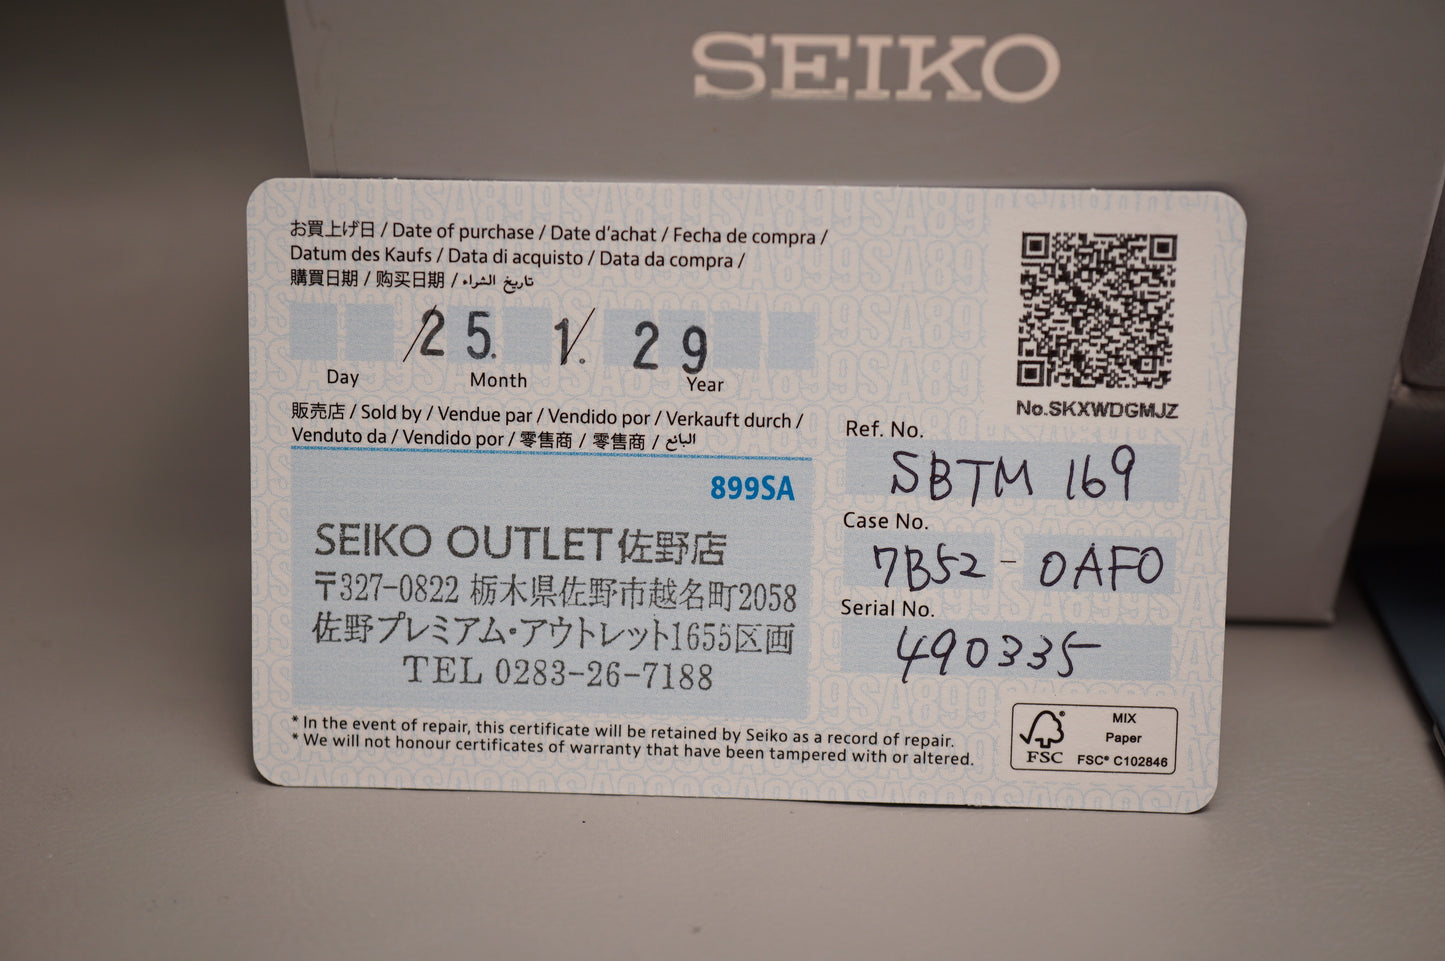 SEIKO
お買上げ日 / Date of purchase / Date d'achat / Fecha de compra /
Datum des Kaufs / Data di acquisto / Data da compra /
購買日期 / 购买日期 / تاريخ الشراء
'25. 1/. 29
Day Month Year
販売店 / Sold by / Vendue par / Vendido por / Verkauft durch /
Venduto da / Vendido por / 零售商 / 零售商 / البائع
899SA
SEIKO OUTLET佐野店
〒327-0822 栃木県佐野市越名町2058
佐野プレミアム・アウトレット1655区画
TEL 0283-26-7188
* In the event of repair, this certificate will be retained by Seiko as a record of repair.
* We will not honour certificates of warranty that have been tampered with or altered.
No.SKXWDGMJZ
Ref. No.
SBTM 169
Case No.
7B52-0AF0
Serial No.
490335
FSC
MIX
Paper
FSC® C102846